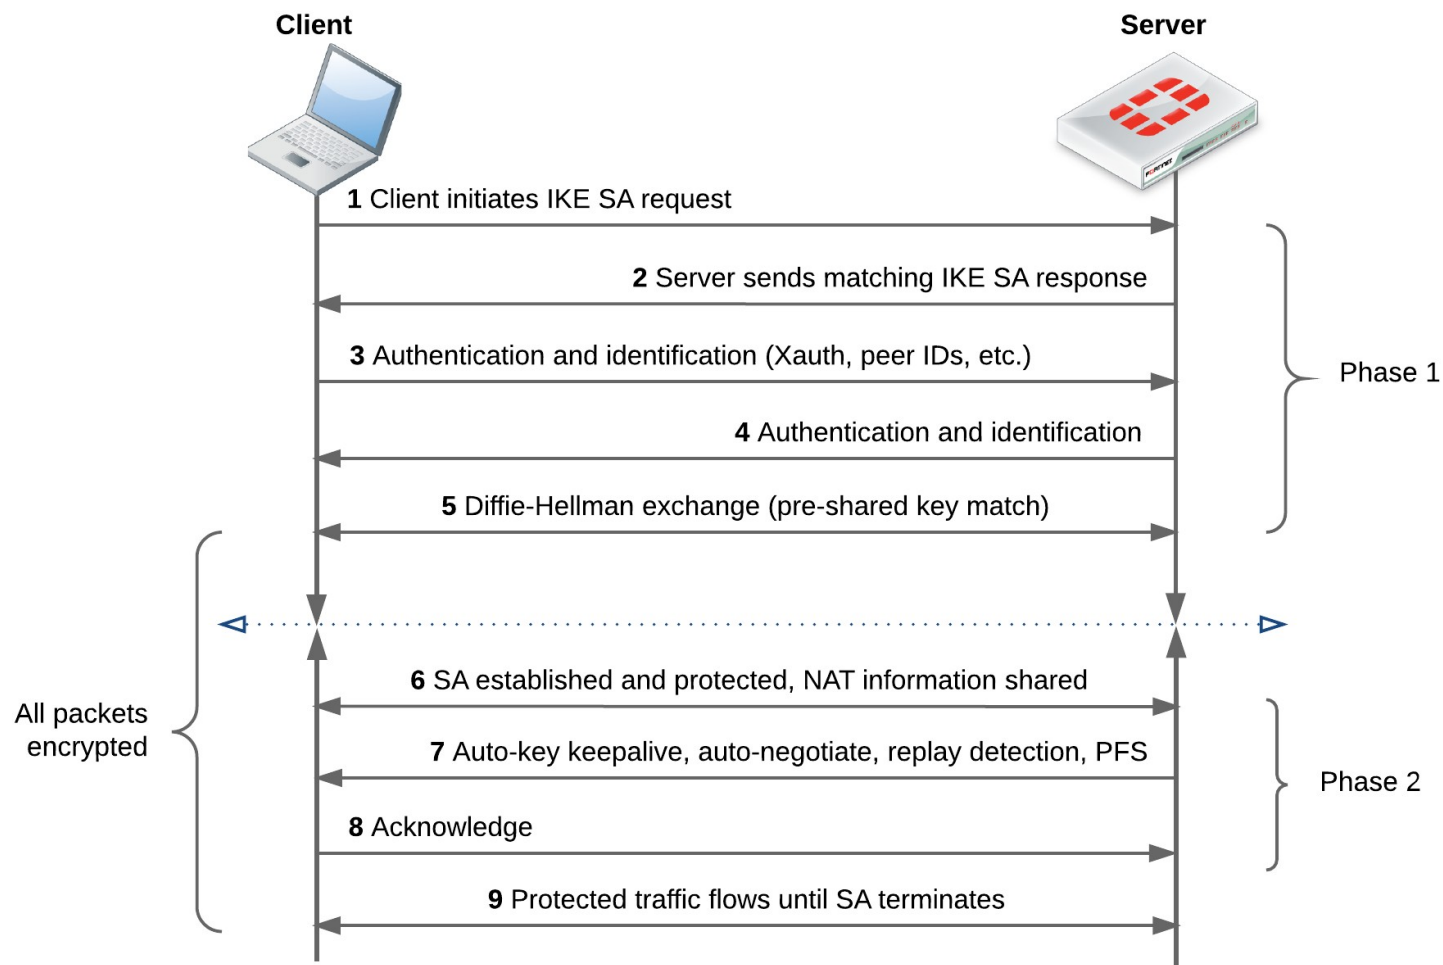 Client
Server
FORTINET
1 Client initiates IKE SA request
2 Server sends matching IKE SA response
3 Authentication and identification (Xauth, peer IDs, etc.)
Phase 1
4 Authentication and identification
5 Diffie-Hellman exchange (pre-shared key match)
6 SA established and protected, NAT information shared
All packets
encrypted
7 Auto-key keepalive, auto-negotiate, replay detection, PFS
Phase 2
8 Acknowledge
9 Protected traffic flows until SA terminates